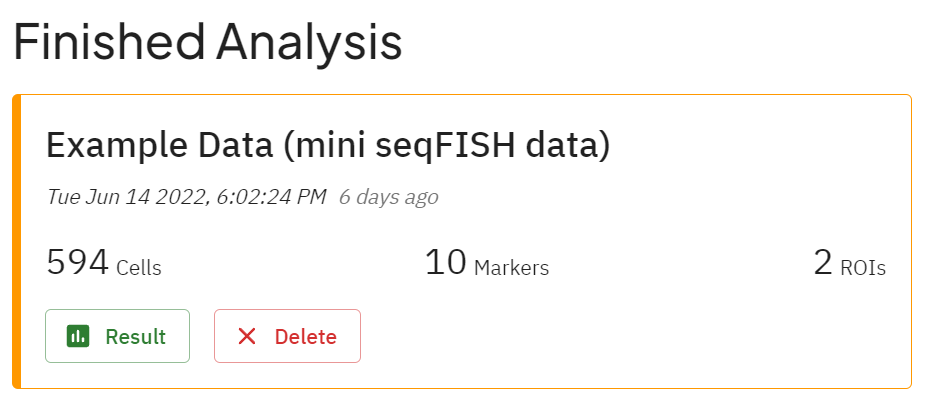 Finished Analysis
Example Data (mini seqFISH data)
Tue Jun 14 2022, 6:02:24 PM 6 days ago
594 Cells 10 Markers 2 ROIs
Result Delete